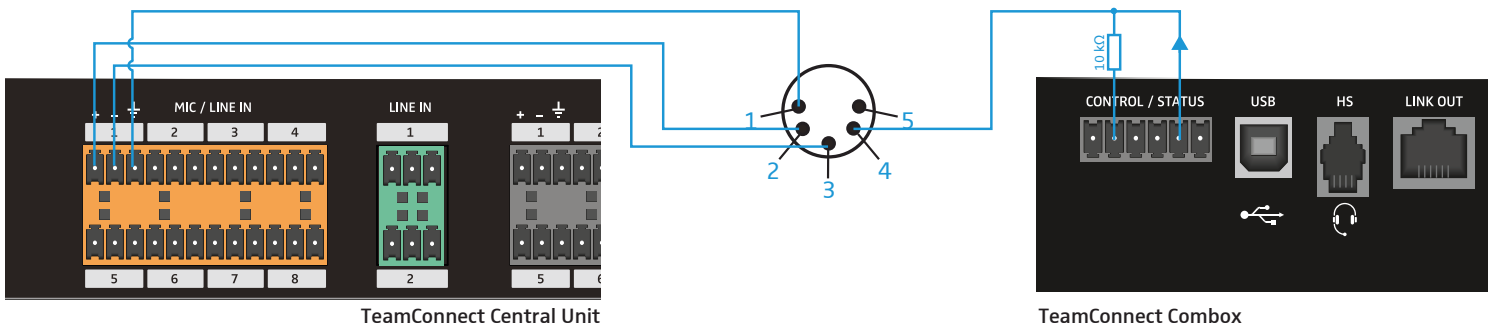 + - MIC / LINE IN
1 2 3 4
5 6 7 8
LINE IN
1
2
+ -
1 2
5 6
1
2
3
4
5
10 kΩ
CONTROL / STATUS USB HS LINK OUT
TeamConnect Central Unit
TeamConnect Combox